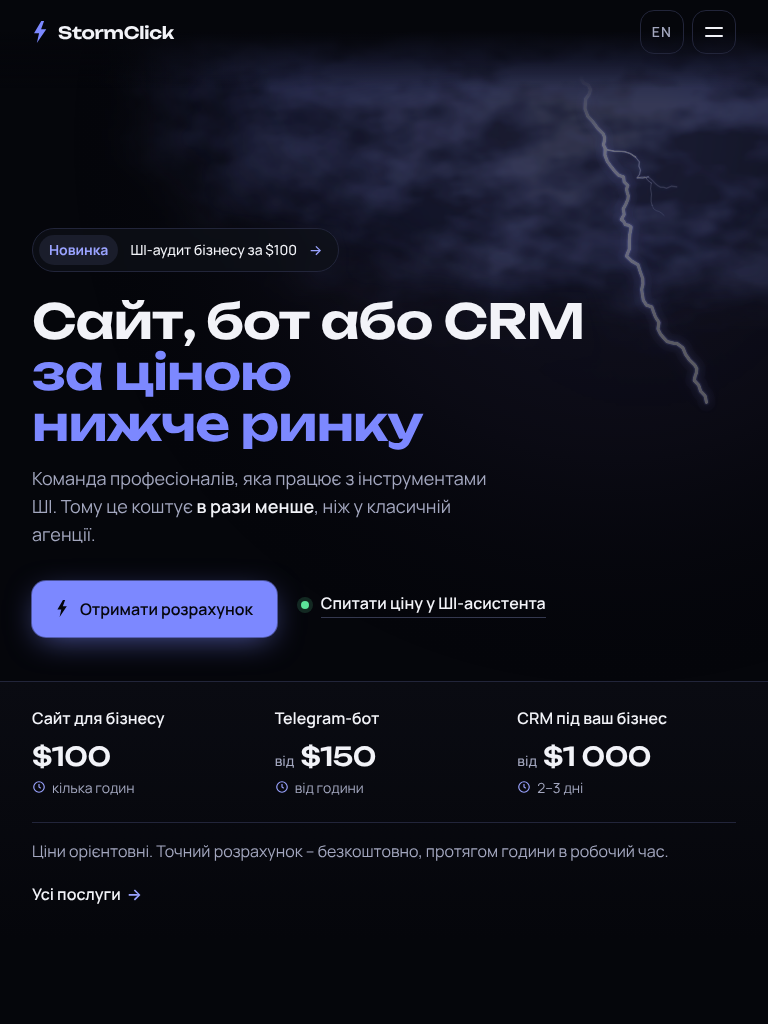 StormClick
EN
Новинка ШІ-аудит бізнесу за $100 →
Сайт, бот або CRM
за ціною
нижче ринку
Команда професіоналів, яка працює з інструментами
ШІ. Тому це коштує в рази менше, ніж у класичній
агенції.
Отримати розрахунок
Спитати ціну у ШІ-асистента
Сайт для бізнесу
$100
кілька годин
Telegram-бот
від $150
від години
CRM під ваш бізнес
від $1 000
2–3 дні
Ціни орієнтовні. Точний розрахунок – безкоштовно, протягом години в робочий час.
Усі послуги →